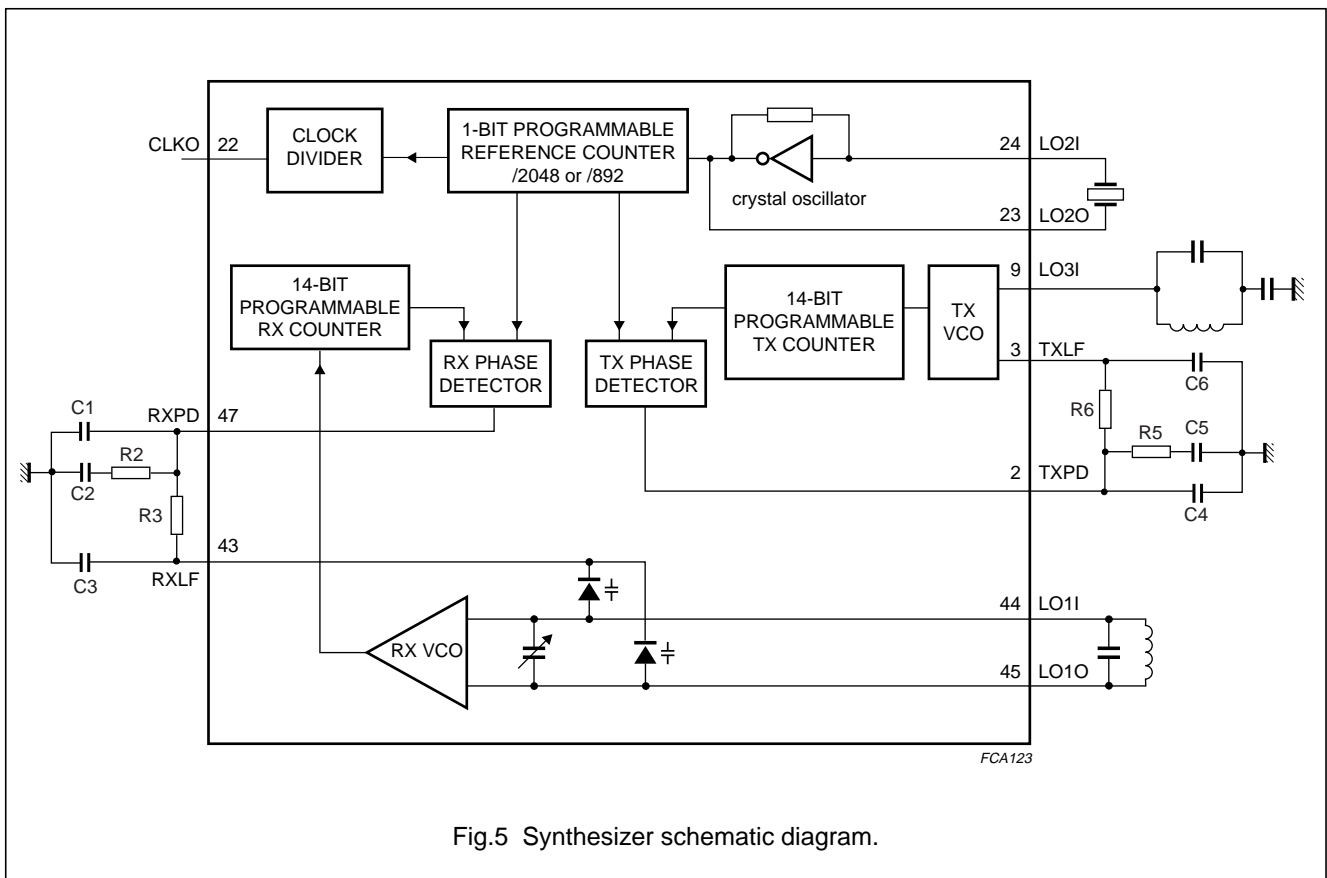 CLKO
22
CLOCK
DIVIDER
1-BIT PROGRAMMABLE
REFERENCE COUNTER
/2048 or /892
crystal oscillator
24
LO2I
23
LO2O
14-BIT
PROGRAMMABLE
RX COUNTER
RX PHASE
DETECTOR
TX PHASE
DETECTOR
14-BIT
PROGRAMMABLE
TX COUNTER
TX
VCO
9
LO3I
3
TXLF
C6
R6
R5
C5
2
TXPD
C4
C1
RXPD
47
R2
C2
R3
43
C3
RXLF
RX VCO
44
LO1I
45
LO1O
FCA123
Fig.5 Synthesizer schematic diagram.